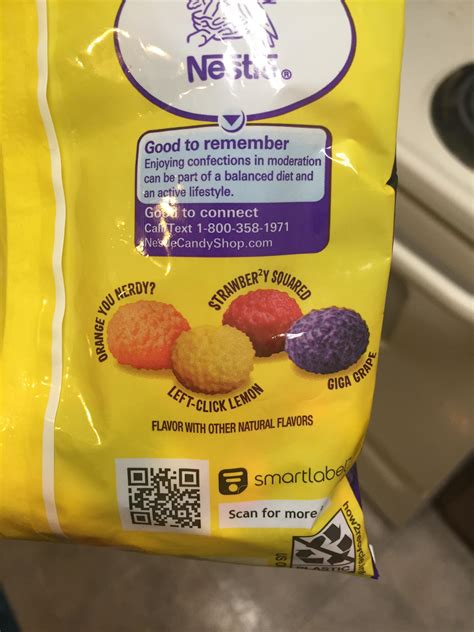 Nestlé®
Good to remember
Enjoying confections in moderation
can be part of a balanced diet and
an active lifestyle.
Good to connect
Call/Text 1-800-358-1971
NestleCandyShop.com
ORANGE YOU NERDY?
STRAWBER²Y SQUARED
LEFT-CLICK LEMON
GIGA GRAPE
FLAVOR WITH OTHER NATURAL FLAVORS
smartlabel
Scan for more
how2
PLASTIC